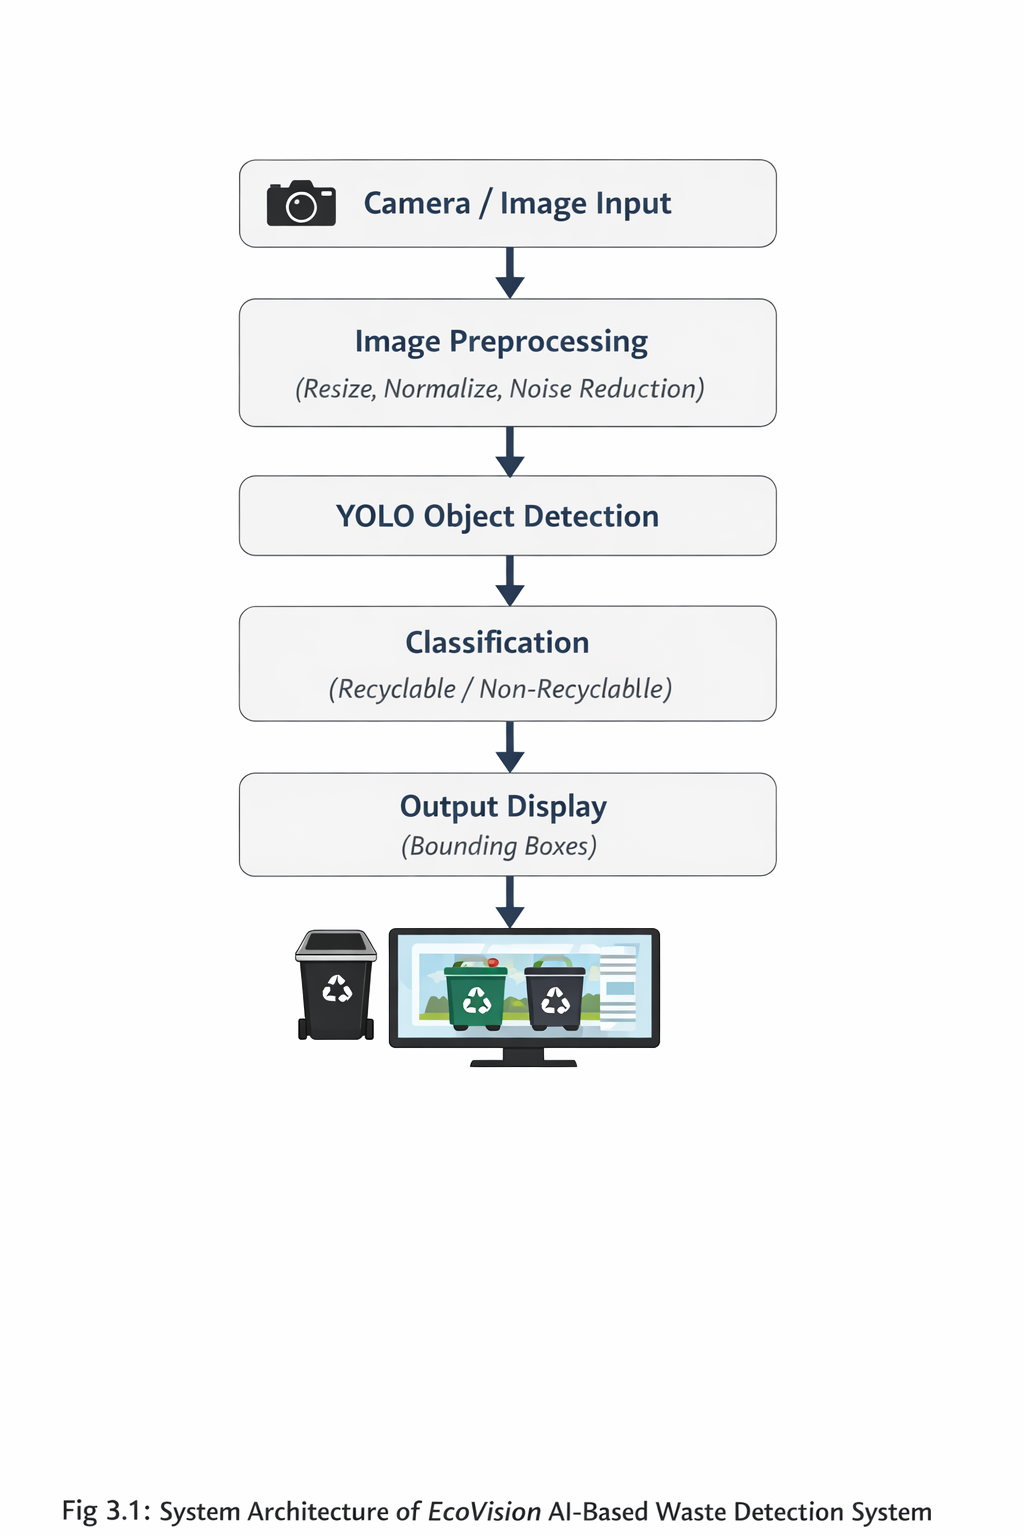 Camera / Image Input
Image Preprocessing
(Resize, Normalize, Noise Reduction)
YOLO Object Detection
Classification
(Recyclable / Non-Recyclablle)
Output Display
(Bounding Boxes)
Fig 3.1: System Architecture of EcoVision AI-Based Waste Detection System